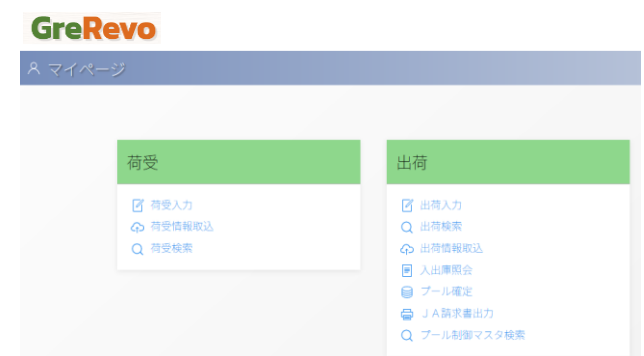 GreRevo
マイページ
荷受
荷受入力
荷受情報取込
荷受検索
出荷
出荷入力
出荷検索
出荷情報取込
入出庫照会
プール確定
ＪＡ請求書出力
プール制御マスタ検索